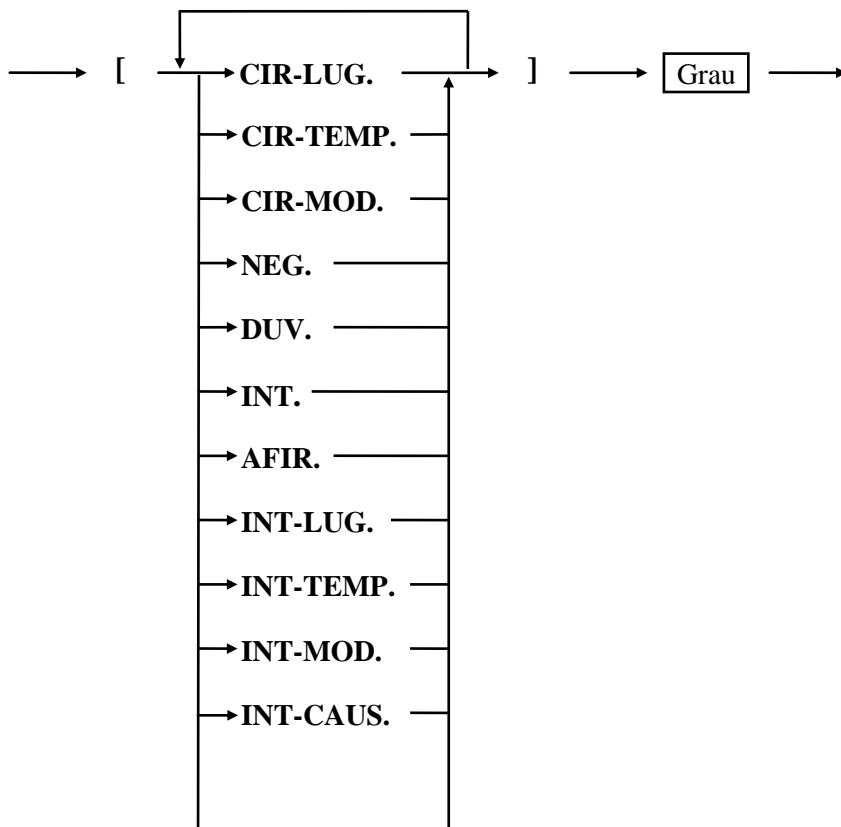 [ CIR-LUG. ] Grau
CIR-TEMP.
CIR-MOD.
NEG.
DUV.
INT.
AFIR.
INT-LUG.
INT-TEMP.
INT-MOD.
INT-CAUS.